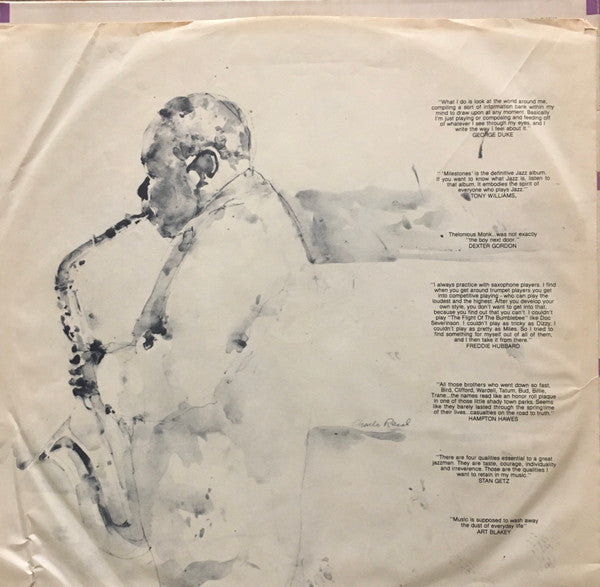 "What I do is look at the world around me,
compiling a sort of information bank within my
mind to draw upon at any moment. Basically
I'm just playing or composing and feeding off
of whatever I see through my eyes, and I
write the way I feel about it."
GEORGE DUKE
"'Milestones' is the definitive Jazz album.
If you want to know what Jazz is, listen to
that album. It embodies the spirit of
everyone who plays Jazz."
TONY WILLIAMS,
Thelonious Monk...was not exactly
"the boy next door."
DEXTER GORDON
"I always practice with saxophone players. I find
when you get around trumpet players you get
into competitive playing - who can play the
loudest and the highest. After you develop your
own style, you don't want to get into that...
because you find out that you can't. I couldn't
play "The Flight Of The Bumblebee" like Doc
Severinson. I couldn't play as tricky as Dizzy. I
couldn't play as pretty as Miles. So I tried to
find something for myself out of all of them,
and I then take it from there."
FREDDIE HUBBARD
"All those brothers who went down so fast,
Bird, Clifford, Wardell, Tatum, Bud, Billie,
Trane...the names read like an honor roll plaque
in one of those little shady town parks. Seems
like they barely lasted through the springtime
of their lives...casualties on the road to truth."
HAMPTON HAWES
"There are four qualities essential to a great
jazzman. They are taste, courage, individuality
and irreverence. Those are the qualities I
want to retain in my music."
STAN GETZ
"Music is supposed to wash away
the dust of everyday life"
ART BLAKEY